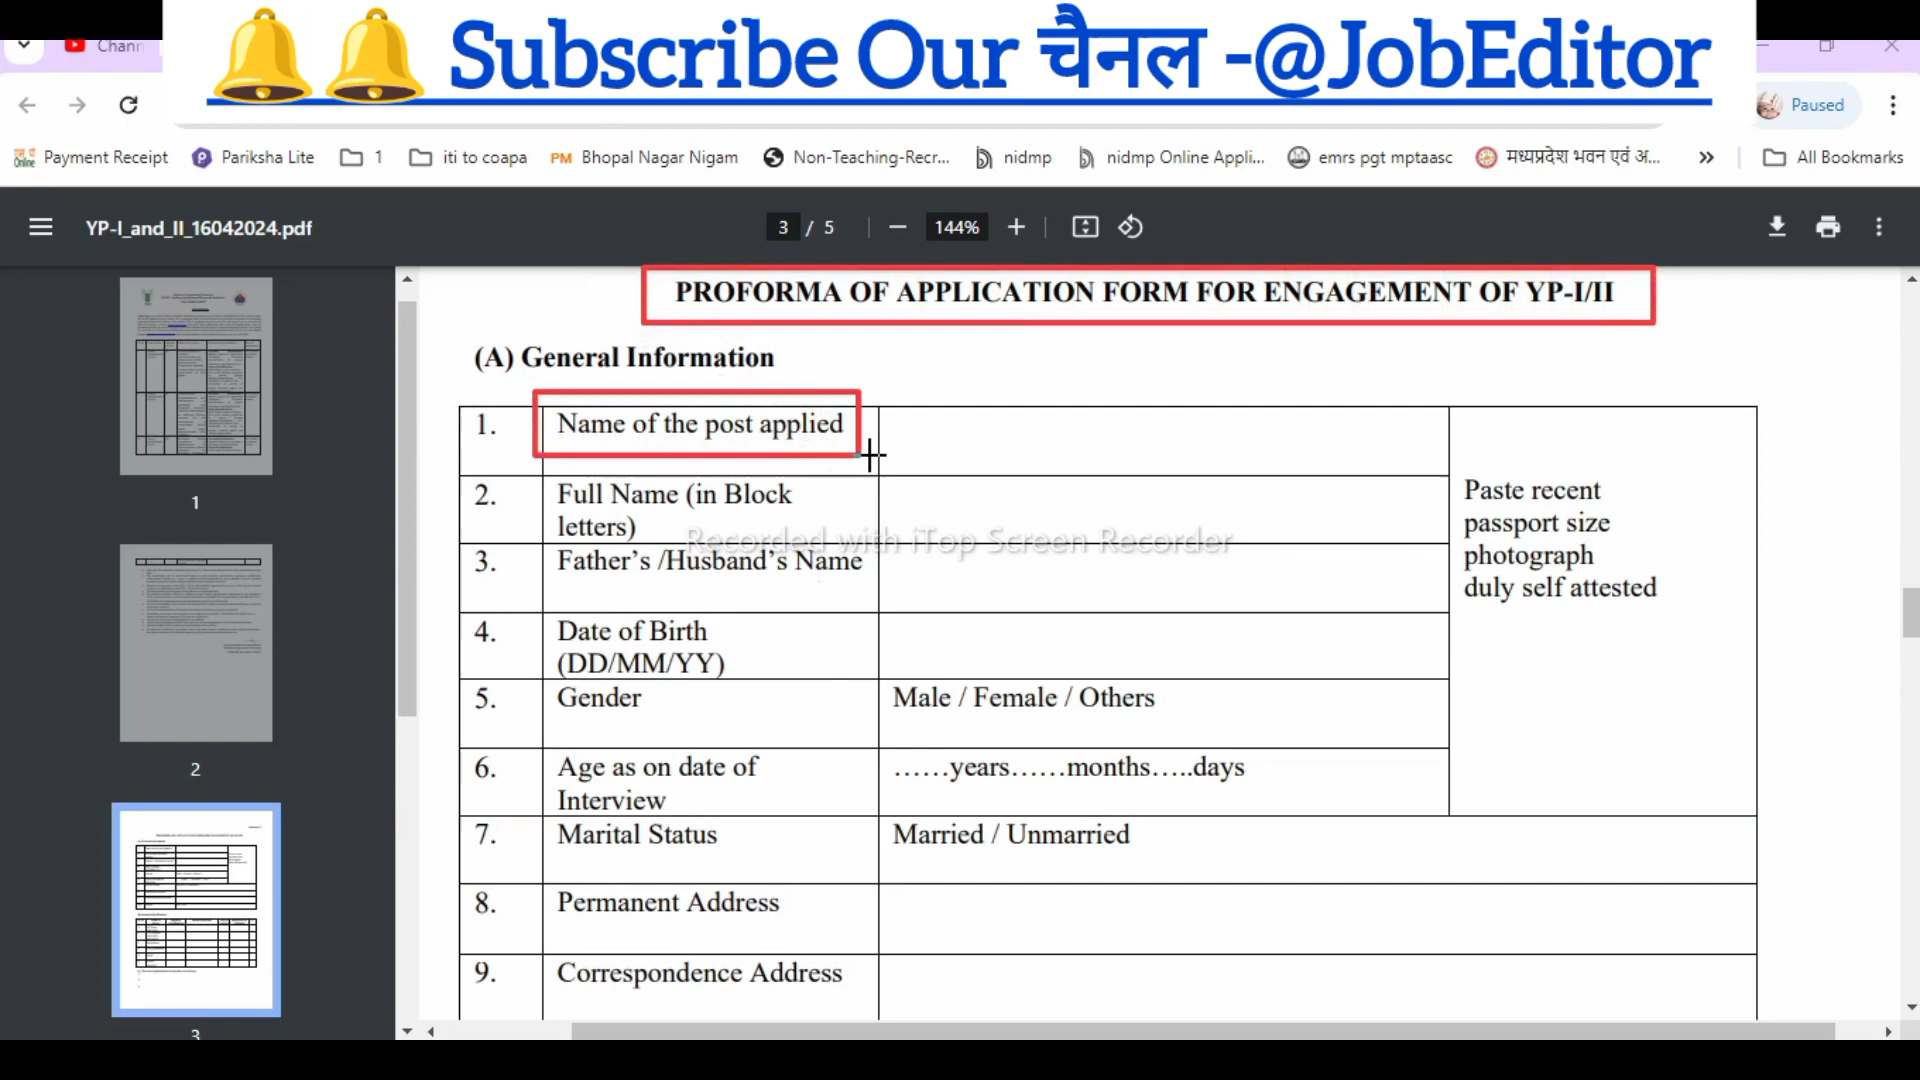 Subscribe Our चैनल -@JobEditor
Chann
Paused
Payment Receipt
Pariksha Lite
1
iti to coapa
PM Bhopal Nagar Nigam
Non-Teaching-Recr...
nidmp
nidmp Online Appli...
emrs pgt mptaasc
मध्यप्रदेश भवन एवं अ...
All Bookmarks
YP-I_and_II_16042024.pdf
3 / 5
144%
PROFORMA OF APPLICATION FORM FOR ENGAGEMENT OF YP-I/II
(A) General Information
1. Name of the post applied
2. Full Name (in Block
letters)
3. Father’s /Husband’s Name
4. Date of Birth
(DD/MM/YY)
5. Gender Male / Female / Others
6. Age as on date of
Interview
……years……months…..days
7. Marital Status Married / Unmarried
8. Permanent Address
9. Correspondence Address
Paste recent
passport size
photograph
duly self attested
Recorded with iTop Screen Recorder
1
2
3